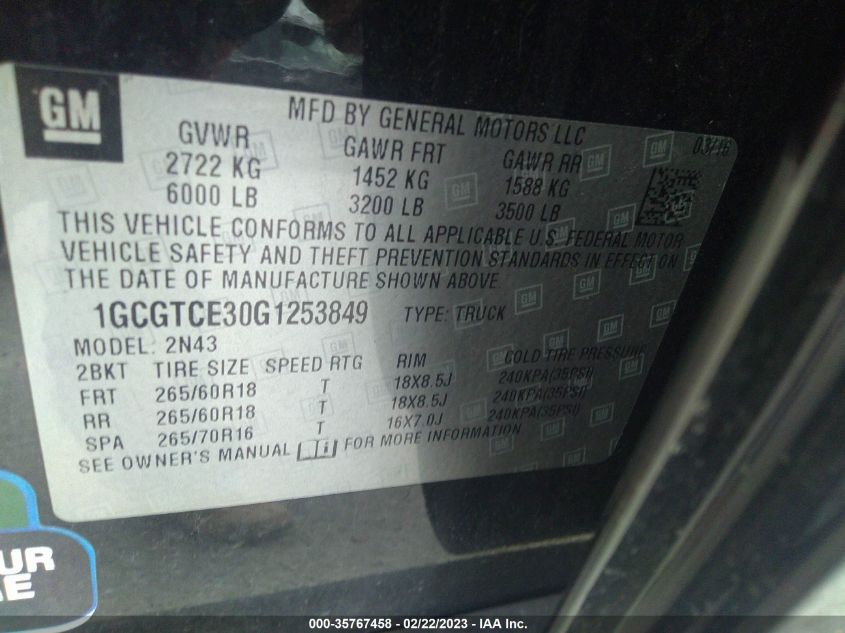 GM
MFD BY GENERAL MOTORS LLC
03/16
GVWR GAWR FRT GAWR RR
2722 KG 1452 KG 1588 KG
6000 LB 3200 LB 3500 LB
THIS VEHICLE CONFORMS TO ALL APPLICABLE U.S. FEDERAL MOTOR
VEHICLE SAFETY AND THEFT PREVENTION STANDARDS IN EFFECT ON
THE DATE OF MANUFACTURE SHOWN ABOVE.
1GCGTCE30G1253849 TYPE: TRUCK
MODEL: 2N43
2BKT TIRE SIZE SPEED RTG RIM COLD TIRE PRESSURE
FRT 265/60R18 T 18X8.5J 240KPA(35PSI)
RR 265/60R18 T 18X8.5J 240KPA(35PSI)
SPA 265/70R16 T 16X7.0J 240KPA(35PSI)
SEE OWNER'S MANUAL FOR MORE INFORMATION
UR
E
000-35767458 - 02/22/2023 - IAA Inc.